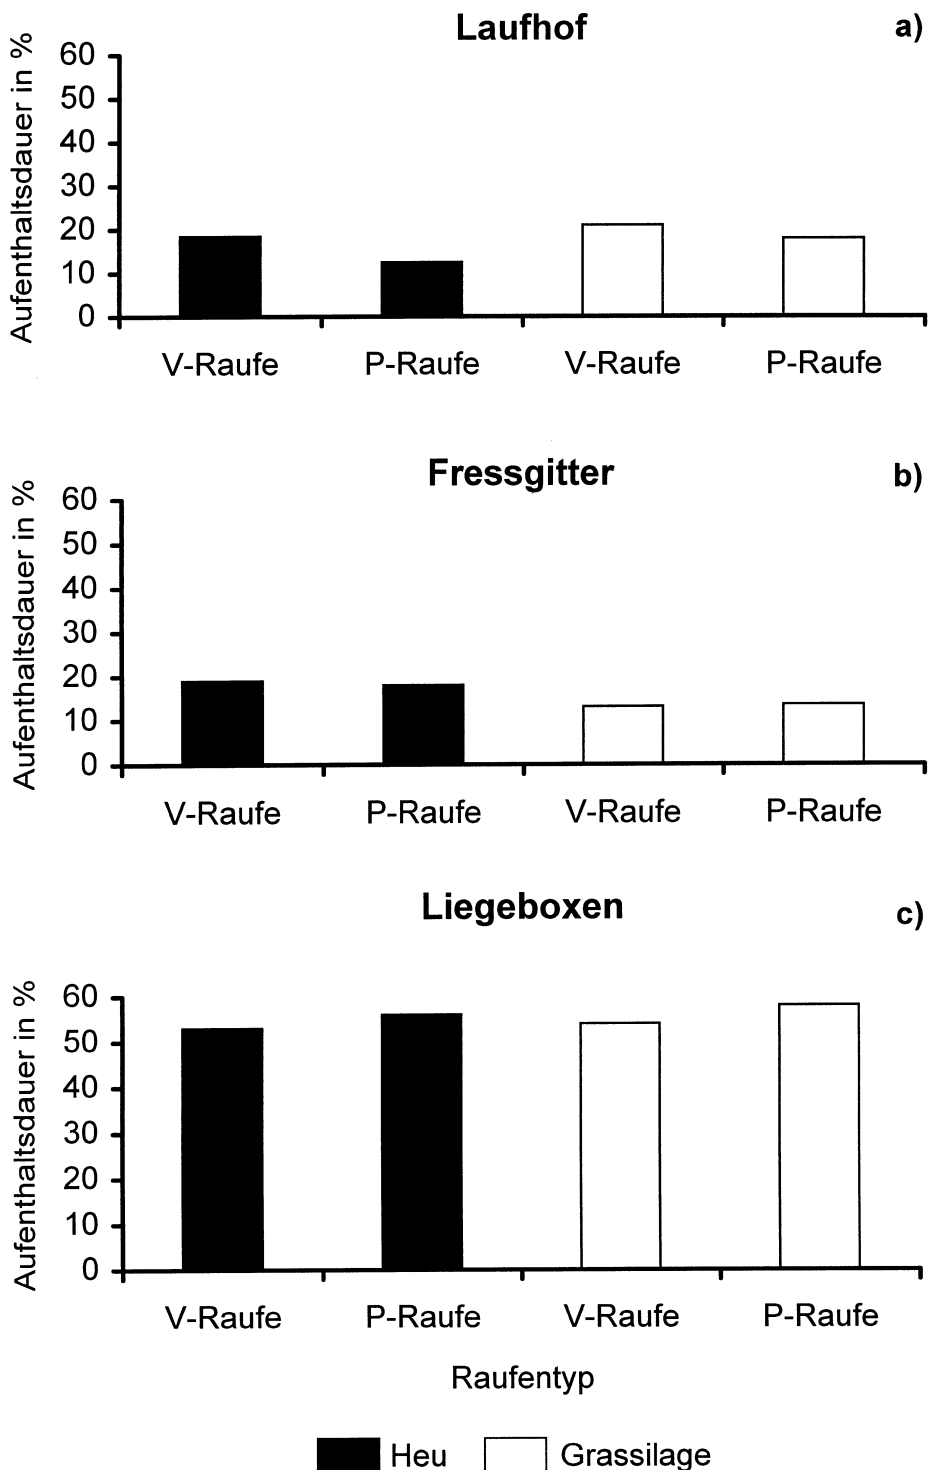 Laufhof
a)
Aufenthaltsdauer in %
60
50
40
30
20
10
0
V-Raufe P-Raufe V-Raufe P-Raufe
Fressgitter
b)
Aufenthaltsdauer in %
60
50
40
30
20
10
0
V-Raufe P-Raufe V-Raufe P-Raufe
Liegeboxen
c)
Aufenthaltsdauer in %
60
50
40
30
20
10
0
V-Raufe P-Raufe V-Raufe P-Raufe
Raufentyp
Heu Grassilage